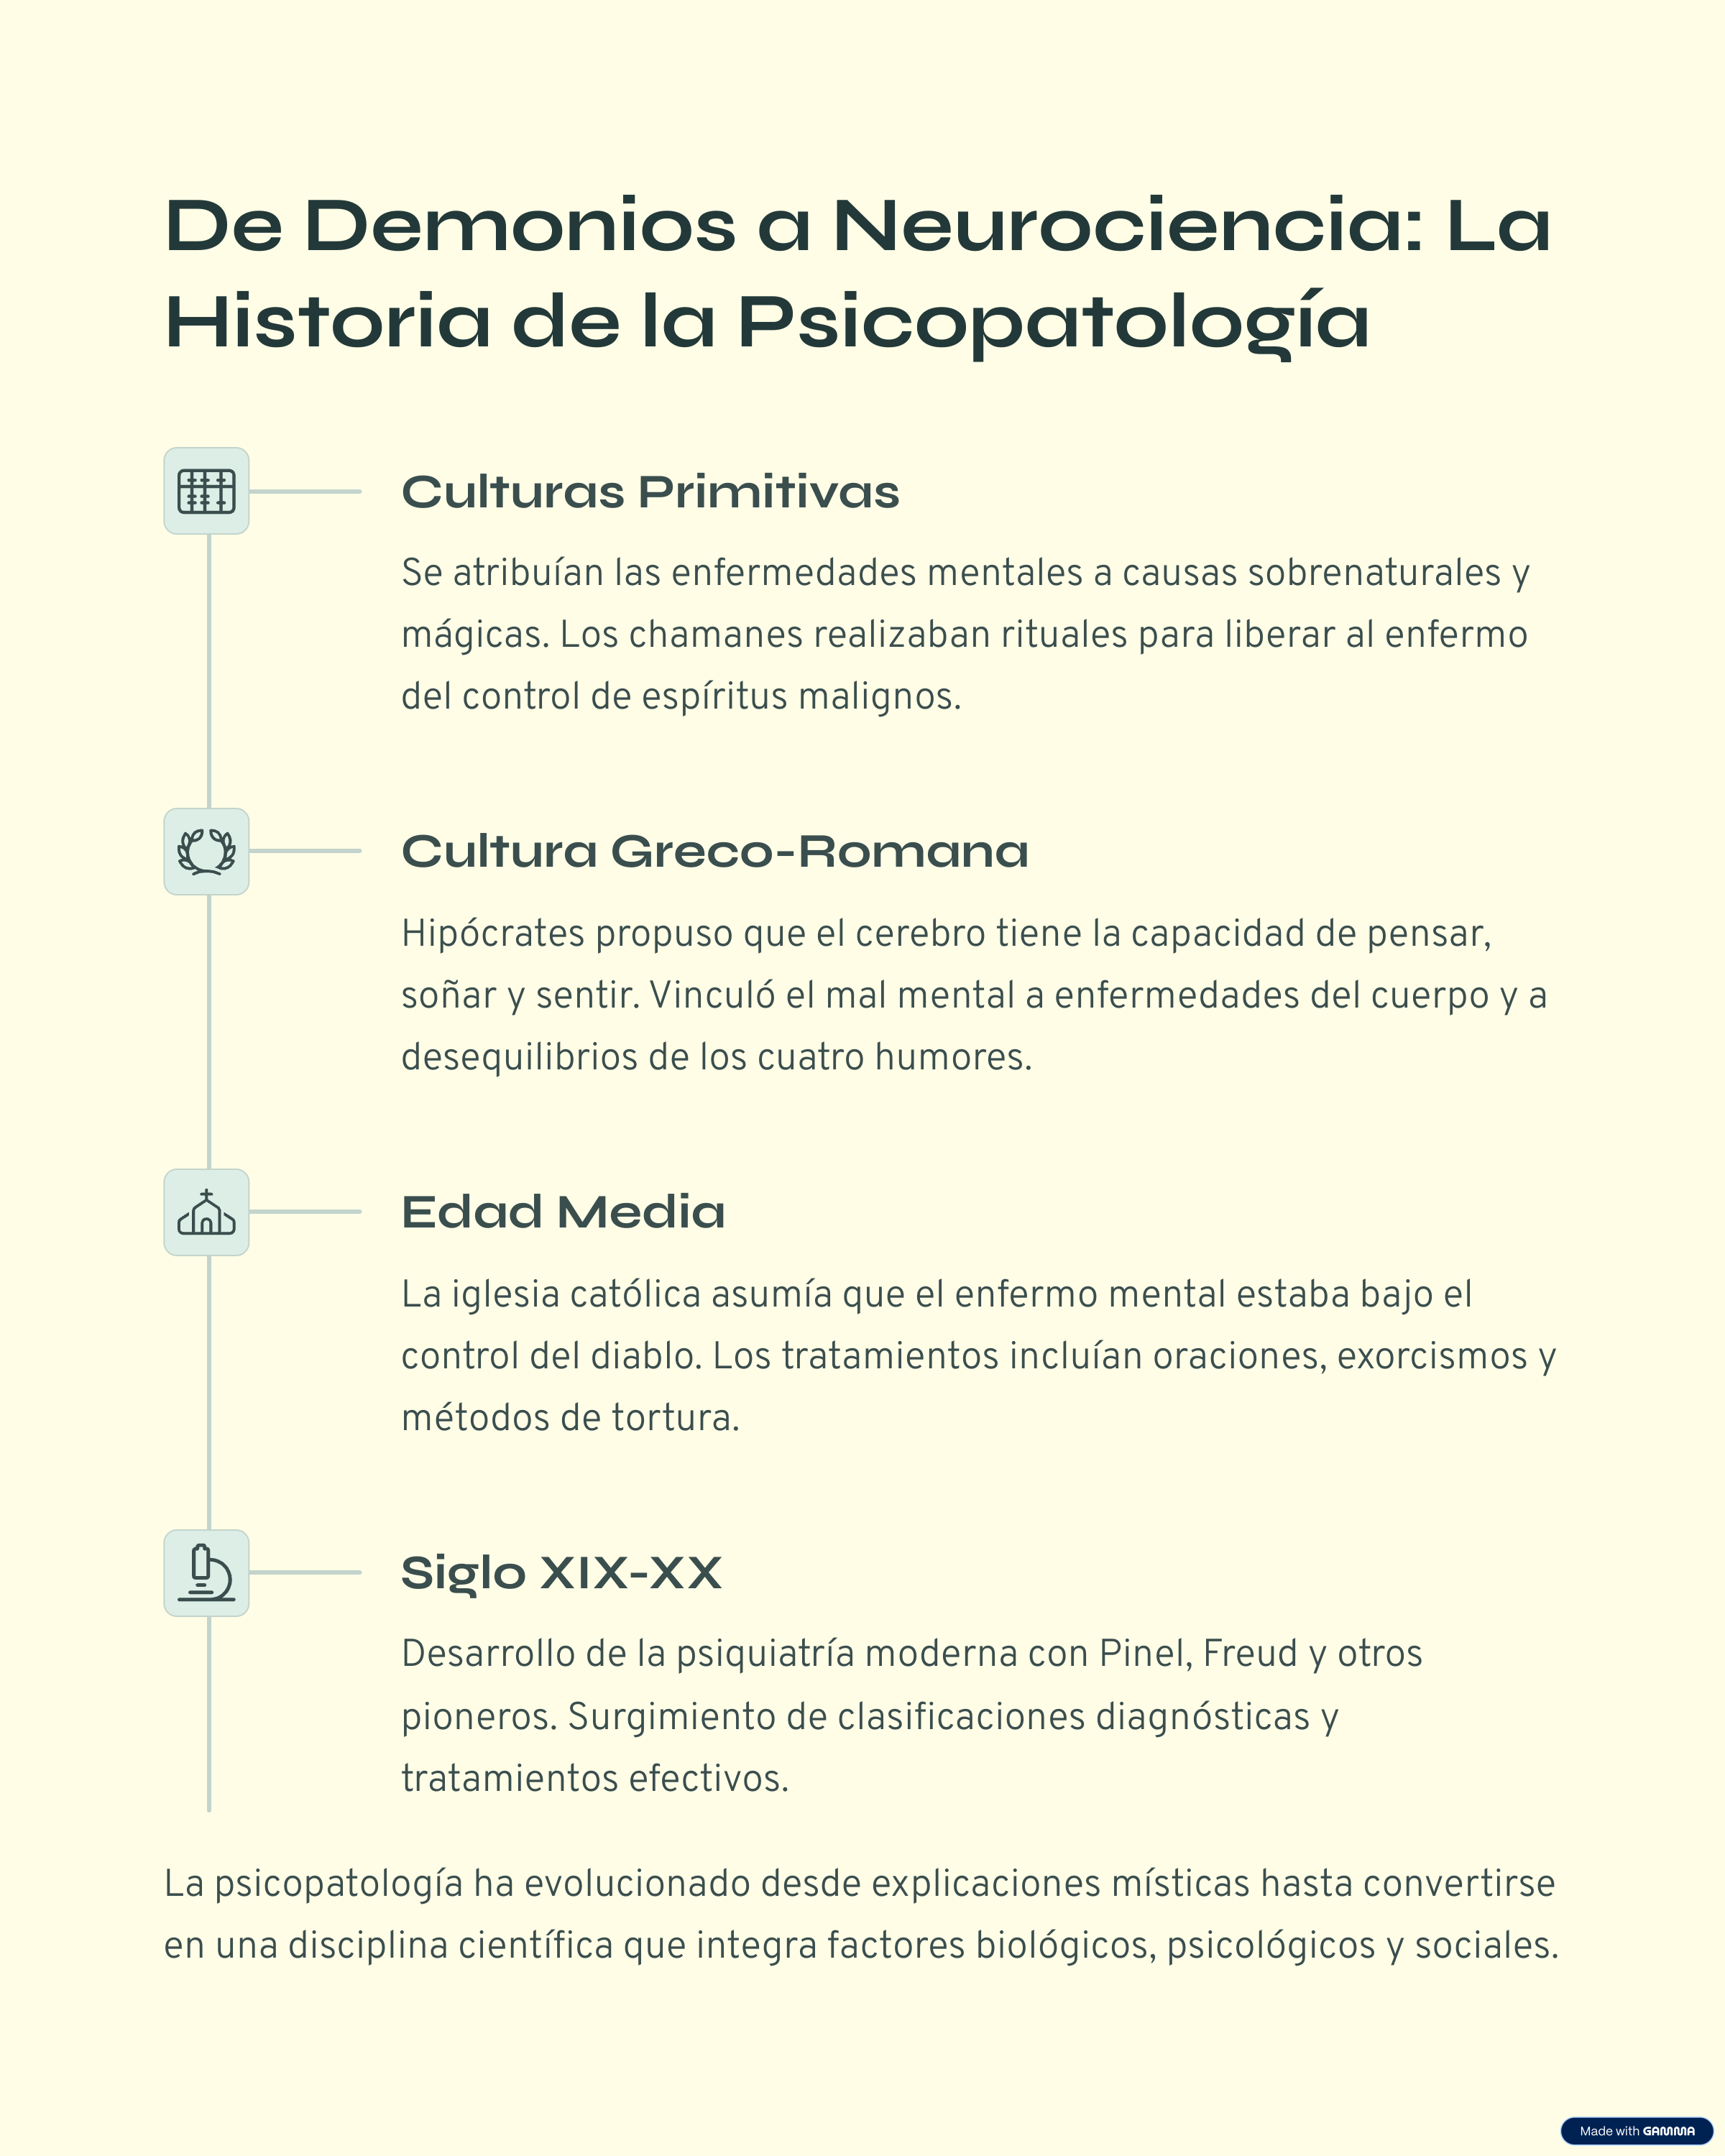 De Demonios a Neurociencia: La
Historia de la Psicopatología
Culturas Primitivas
Se atribuían las enfermedades mentales a causas sobrenaturales y
mágicas. Los chamanes realizaban rituales para liberar al enfermo
del control de espíritus malignos.
Cultura Greco-Romana
Hipócrates propuso que el cerebro tiene la capacidad de pensar,
soñar y sentir. Vinculó el mal mental a enfermedades del cuerpo y a
desequilibrios de los cuatro humores.
Edad Media
La iglesia católica asumía que el enfermo mental estaba bajo el
control del diablo. Los tratamientos incluían oraciones, exorcismos y
métodos de tortura.
Siglo XIX-XX
Desarrollo de la psiquiatría moderna con Pinel, Freud y otros
pioneros. Surgimiento de clasificaciones diagnósticas y
tratamientos efectivos.
La psicopatología ha evolucionado desde explicaciones místicas hasta convertirse
en una disciplina científica que integra factores biológicos, psicológicos y sociales.
Made with GAMMA